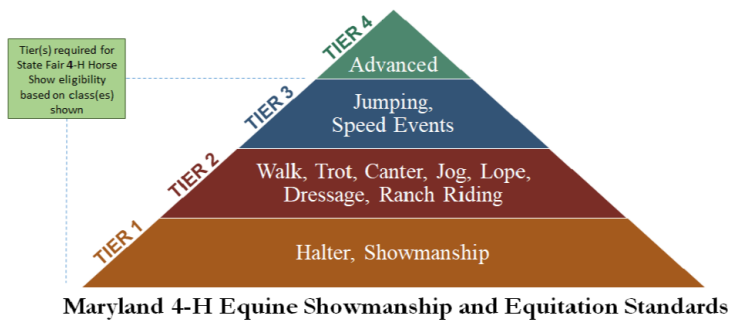 Tier(s) required for
State Fair 4-H Horse
Show eligibility
based on class(es)
shown
TIER 4
Advanced
TIER 3
Jumping,
Speed Events
TIER 2
Walk, Trot, Canter, Jog, Lope,
Dressage, Ranch Riding
TIER 1
Halter, Showmanship
Maryland 4-H Equine Showmanship and Equitation Standards